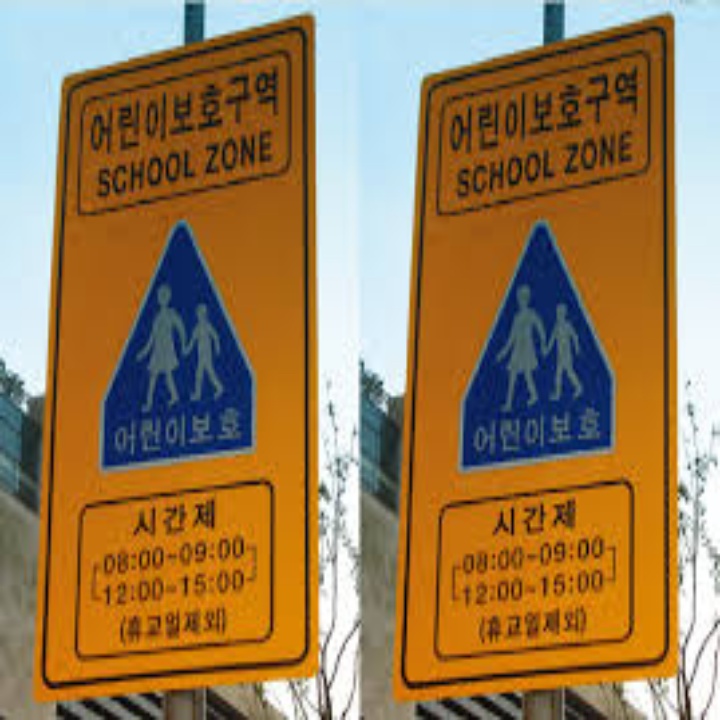 어린이보호구역
SCHOOL ZONE
어린이보호
시간제
08:00~09:00
12:00~15:00
(휴교일제외)
어린이보호구역
SCHOOL ZONE
어린이보호
시간제
08:00~09:00
12:00~15:00
(휴교일제외)